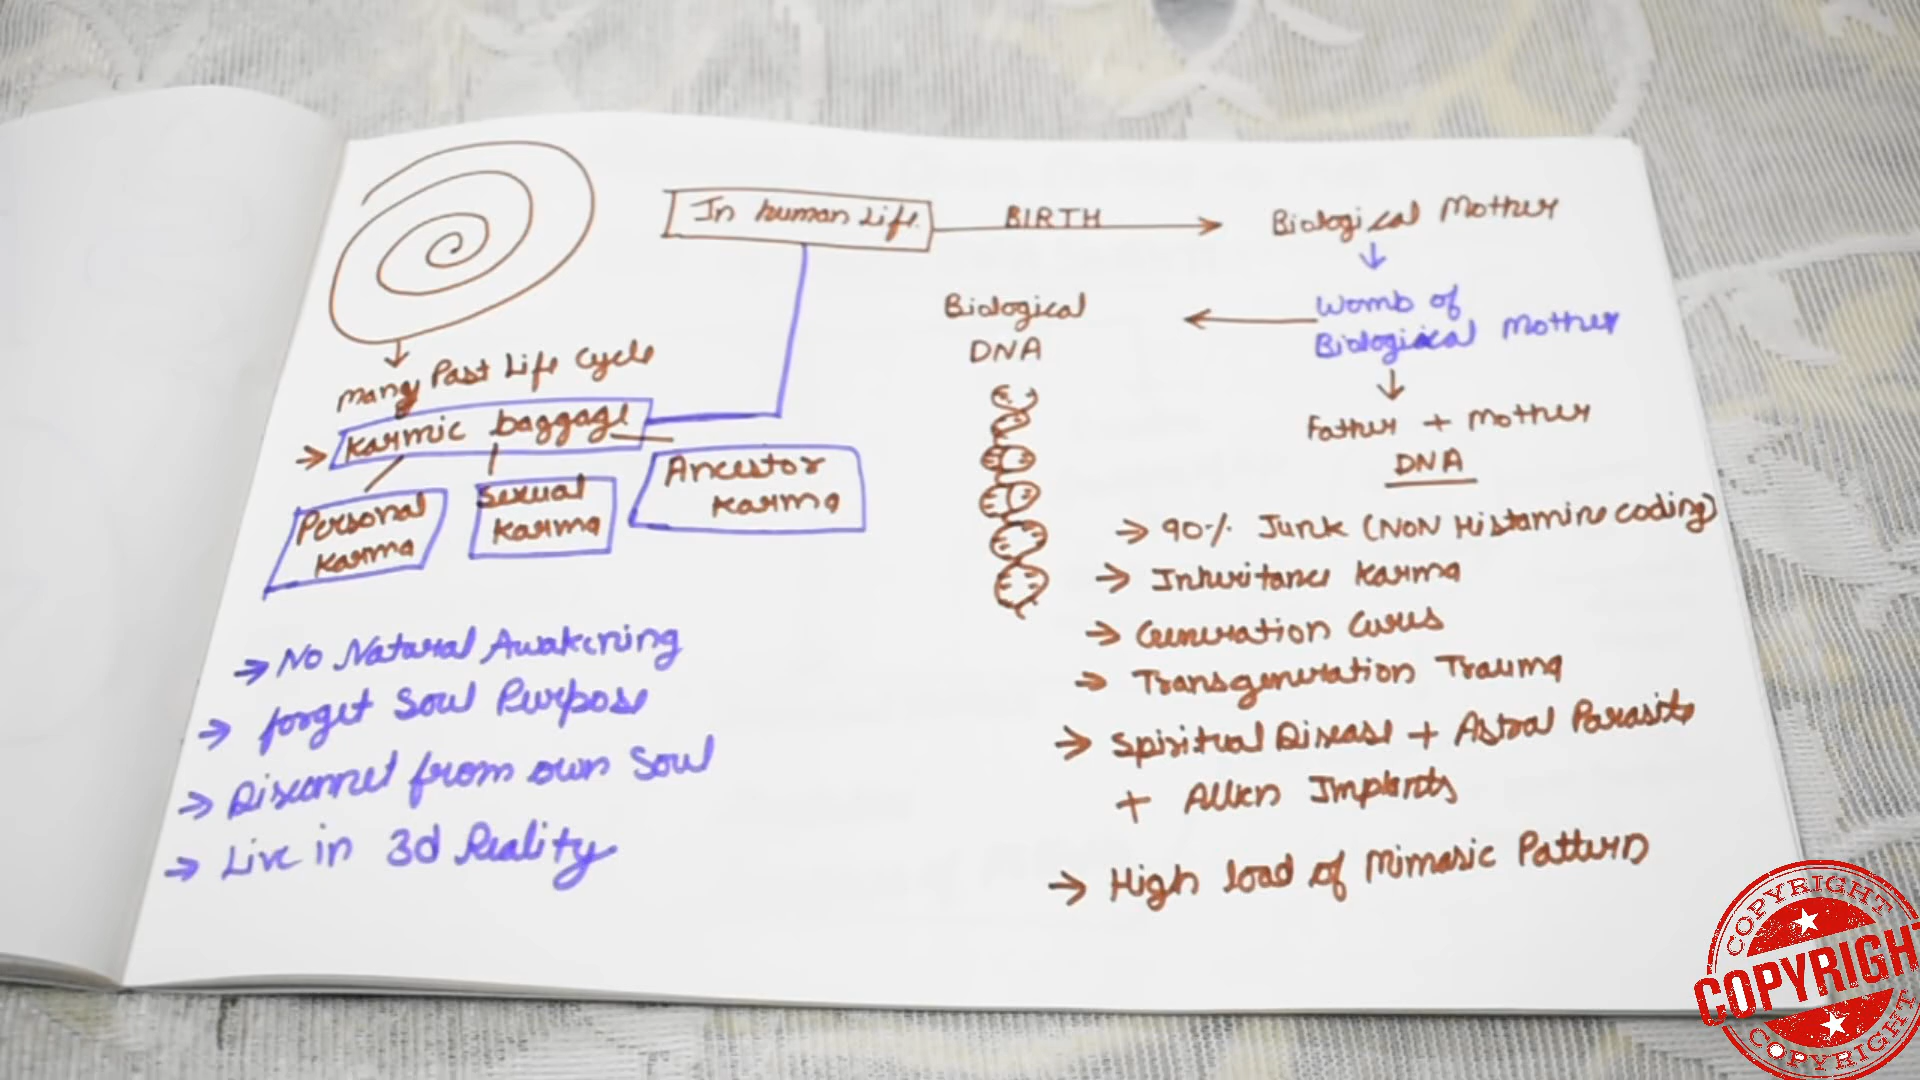 In human Life.
BIRTH
Biological Mother
Womb of
Biological Mother
Biological
DNA
Father + Mother
DNA
Many Past Life Cycle
Karmic baggage
Personal
Karma
Sexual
Karma
Ancestor
Karma
→ No Natural Awakening
→ forget Soul Purpose
→ Disconnet from own Soul
→ Live in 3d Reality
→ 90% Junk (NON Histamine coding)
→ Inheritance Karma
→ Generation Cures
→ Transgeneration Trauma
→ Spiritual Disease + Astral Parasite
+ Alien Implants
→ High load of Mimasic Pattern
COPYRIGHT
COPYRIGHT
COPYRIGHT